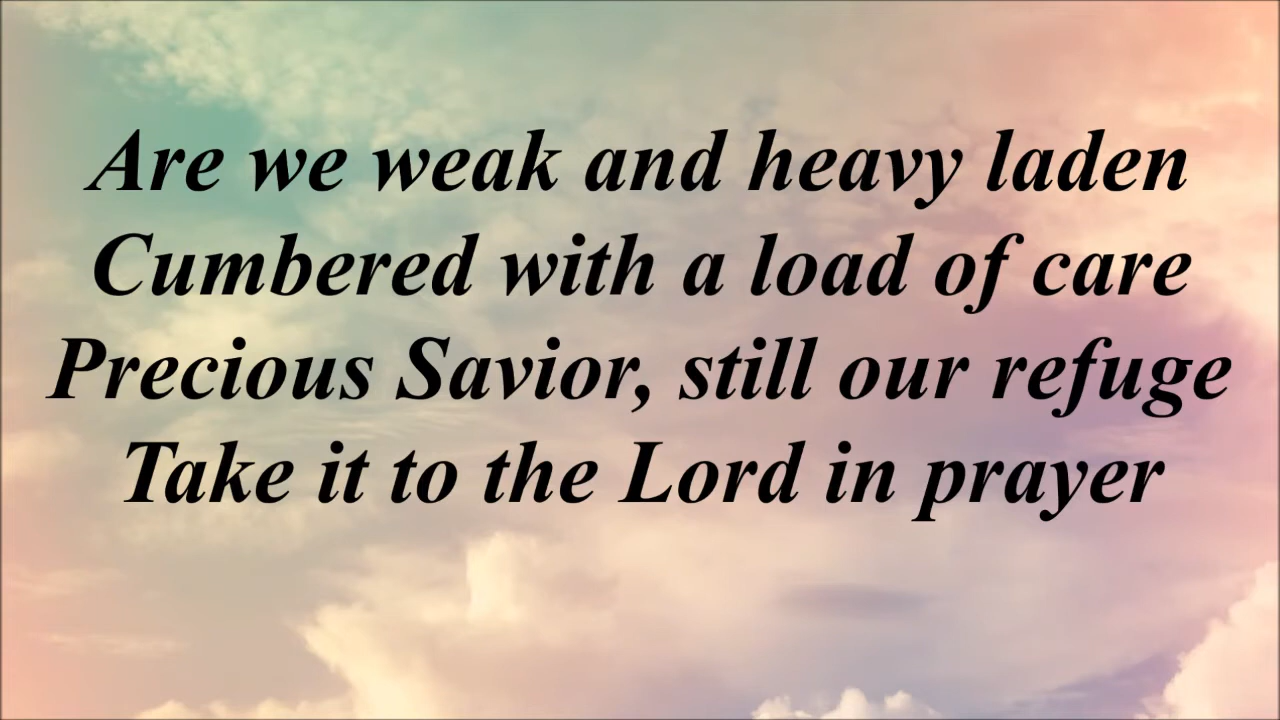 Are we weak and heavy laden
Cumbered with a load of care
Precious Savior, still our refuge
Take it to the Lord in prayer